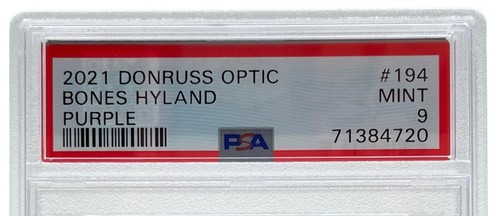 2021 DONRUSS OPTIC #194
BONES HYLAND MINT
PURPLE 9
PSA 71384720